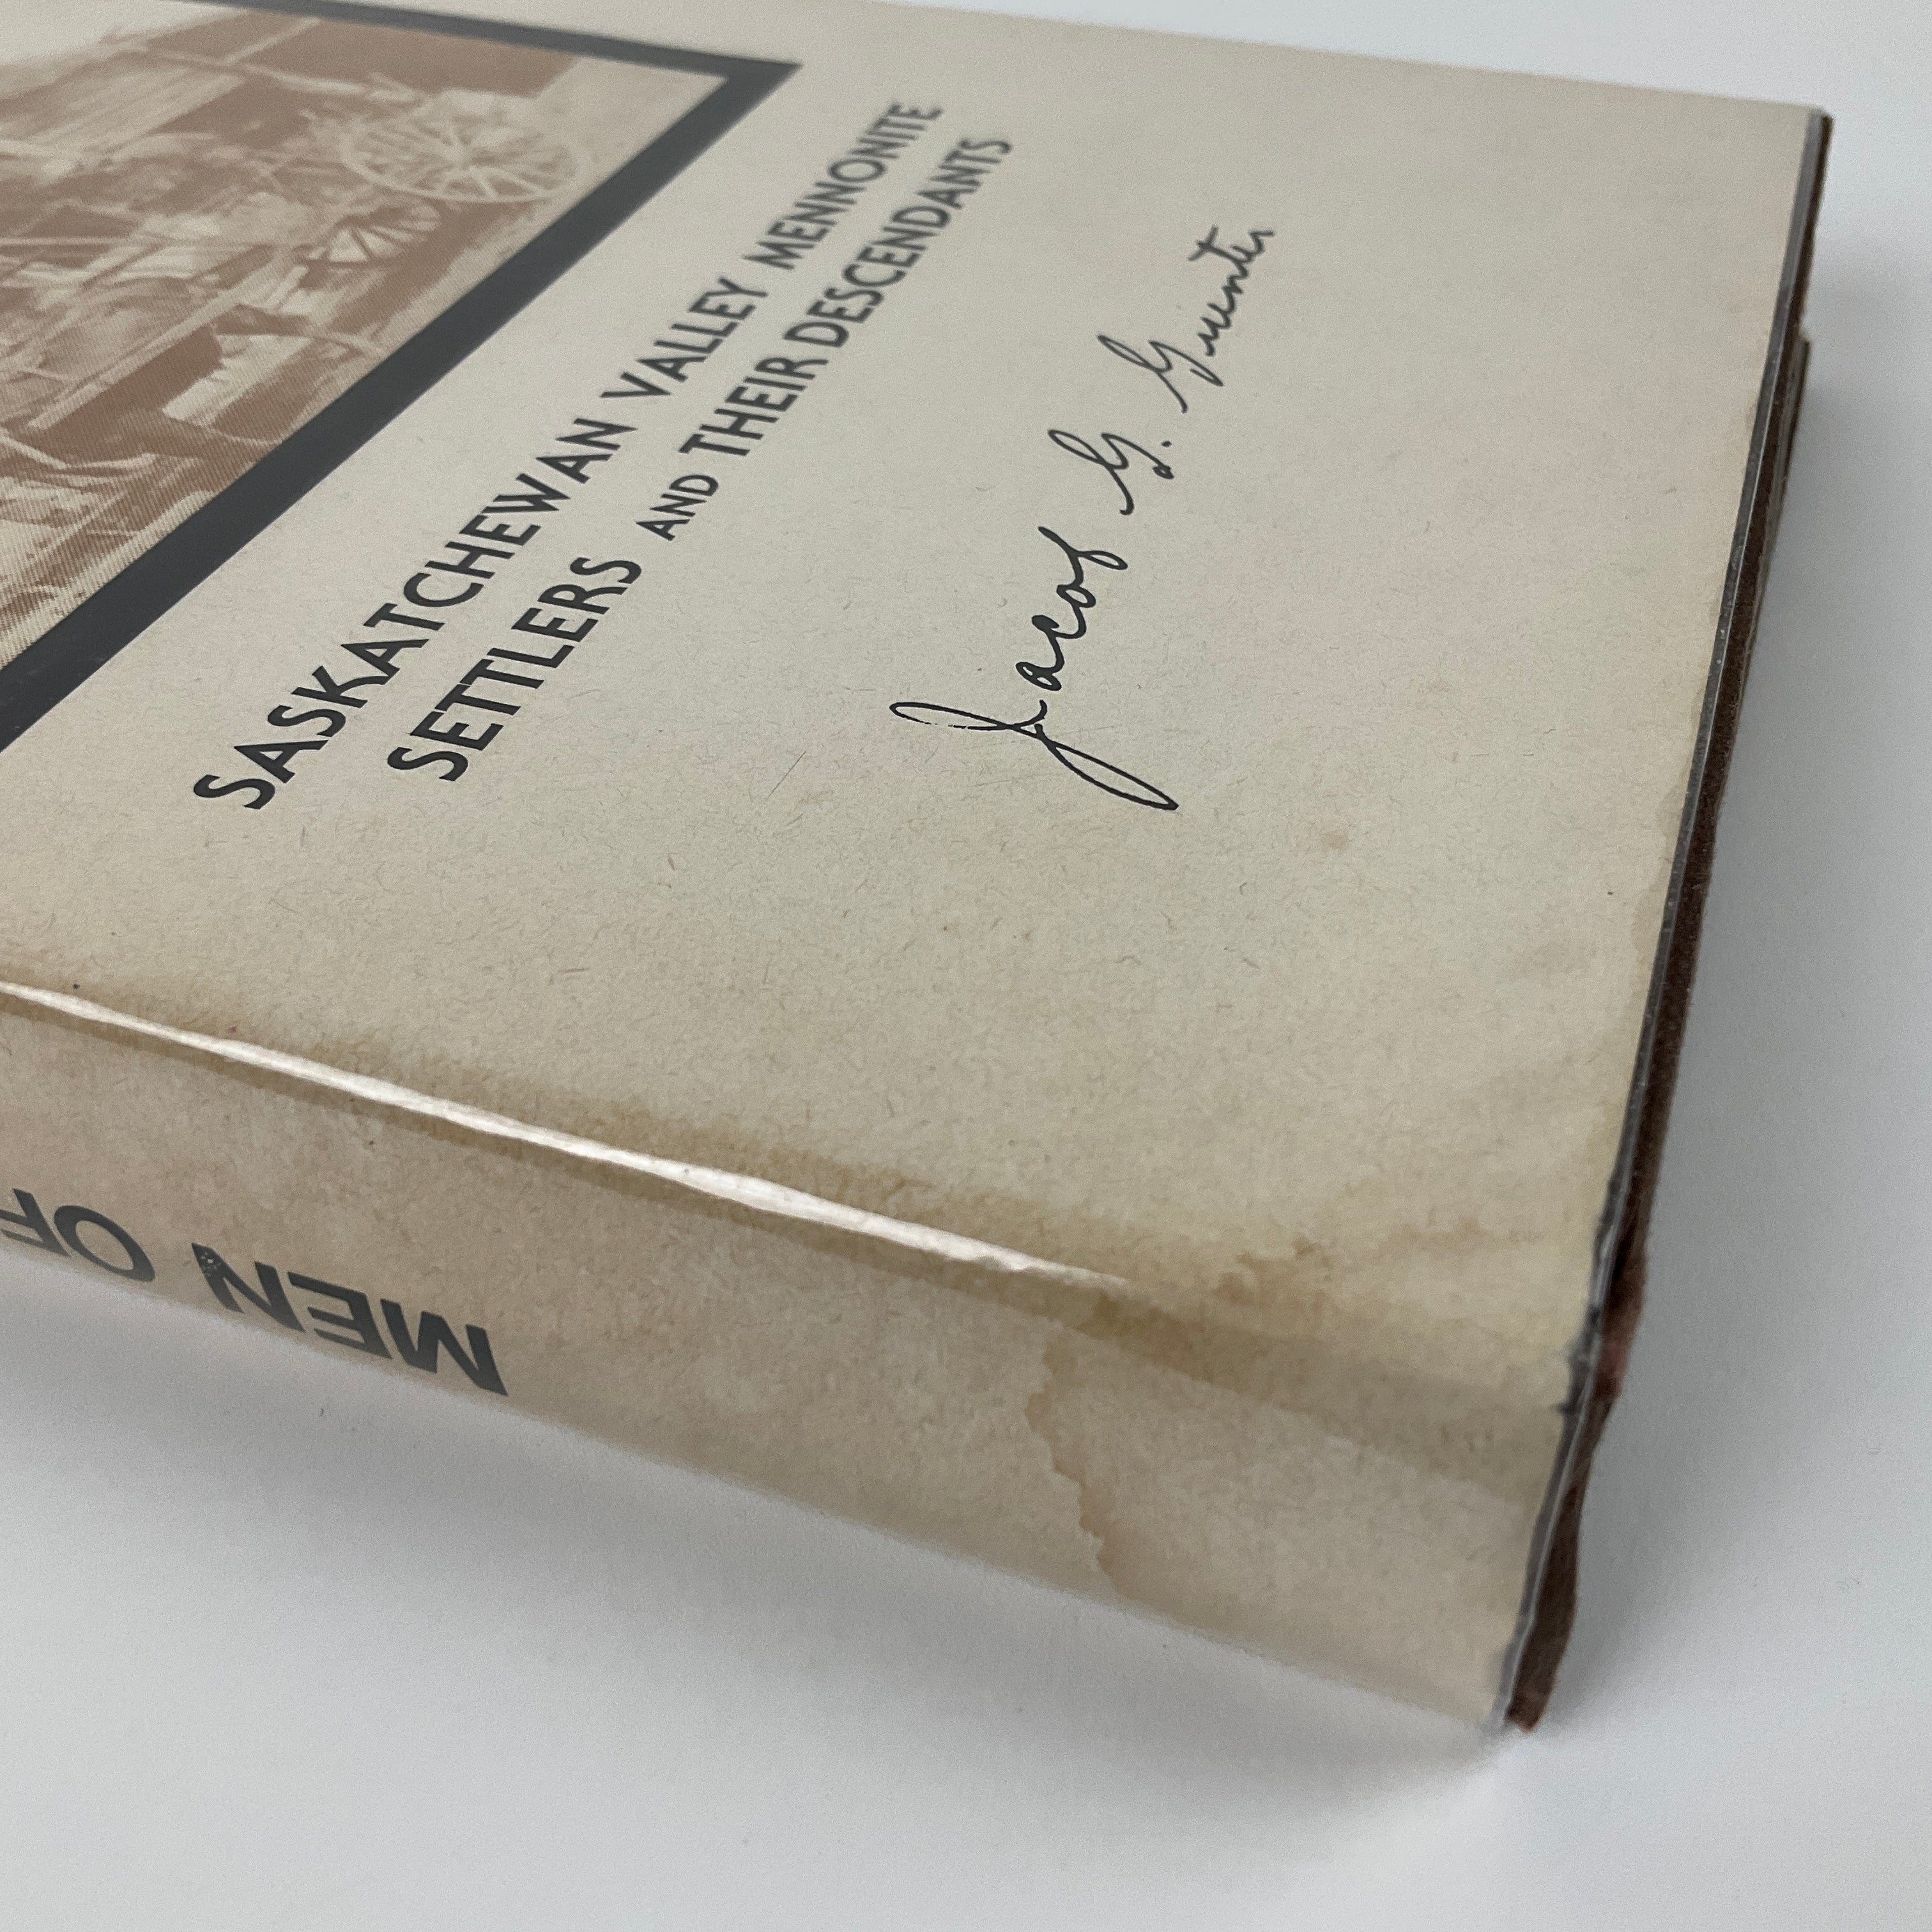 SASKATCHEWAN VALLEY MENNONITE
SETTLERS AND THEIR DESCENDANTS
Jacob G. Guenter
MEN OF